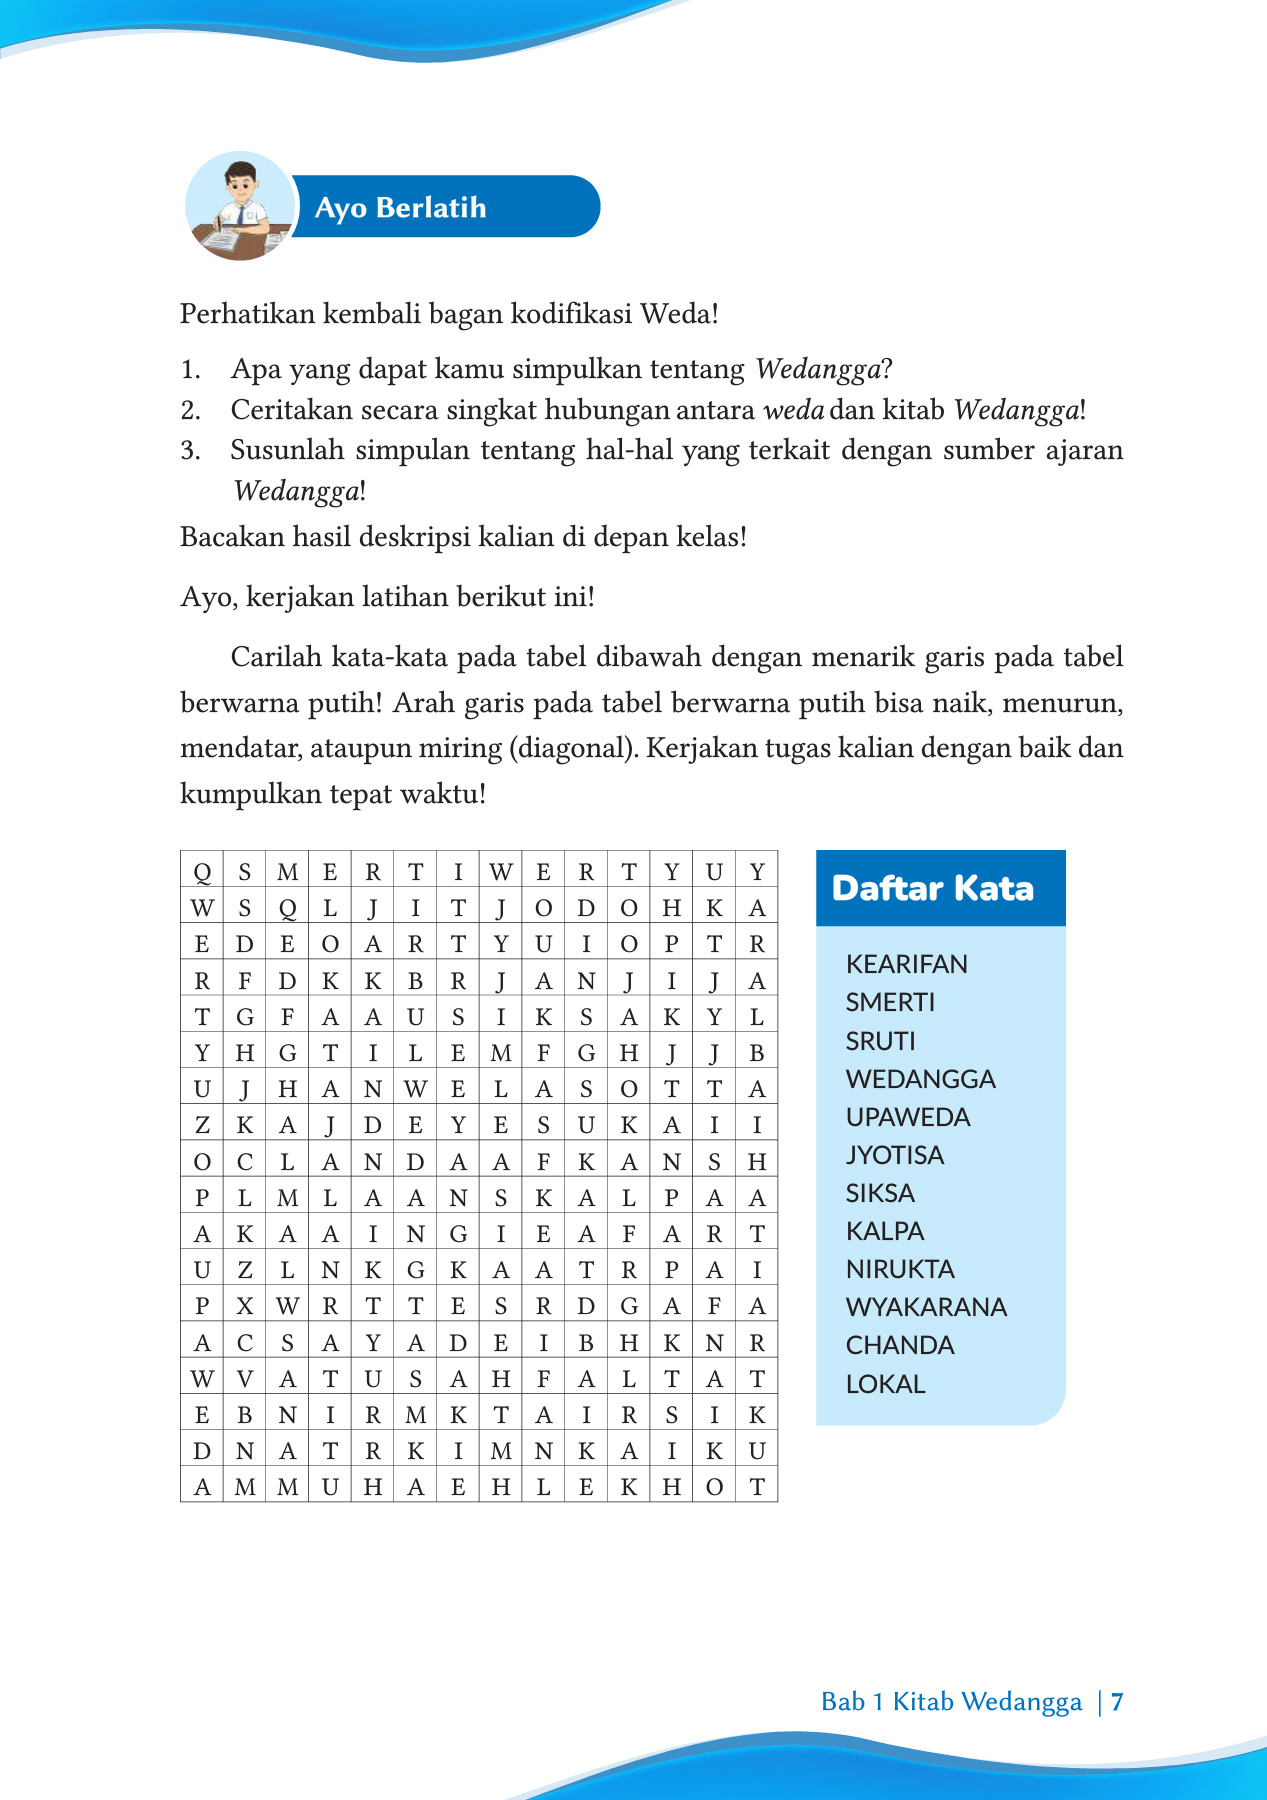 Ayo Berlatih
Perhatikan kembali bagan kodifikasi Weda!
1. Apa yang dapat kamu simpulkan tentang Wedangga?
2. Ceritakan secara singkat hubungan antara weda dan kitab Wedangga!
3. Susunlah simpulan tentang hal-hal yang terkait dengan sumber ajaran
Wedangga!
Bacakan hasil deskripsi kalian di depan kelas!
Ayo, kerjakan latihan berikut ini!
Carilah kata-kata pada tabel dibawah dengan menarik garis pada tabel
berwarna putih! Arah garis pada tabel berwarna putih bisa naik, menurun,
mendatar, ataupun miring (diagonal). Kerjakan tugas kalian dengan baik dan
kumpulkan tepat waktu!
Q S M E R T I W E R T Y U Y
W S Q L J I T J O D O H K A
E D E O A R T Y U I O P T R
R F D K K B R J A N J I J A
T G F A A U S I K S A K Y L
Y H G T I L E M F G H J J B
U J H A N W E L A S O T T A
Z K A J D E Y E S U K A I I
O C L A N D A A F K A N S H
P L M L A A N S K A L P A A
A K A A I N G I E A F A R T
U Z L N K G K A A T R P A I
P X W R T T E S R D G A F A
A C S A Y A D E I B H K N R
W V A T U S A H F A L T A T
E B N I R M K T A I R S I K
D N A T R K I M N K A I K U
A M M U H A E H L E K H O T
Daftar Kata
KEARIFAN
SMERTI
SRUTI
WEDANGGA
UPAWEDA
JYOTISA
SIKSA
KALPA
NIRUKTA
WYAKARANA
CHANDA
LOKAL
Bab 1 Kitab Wedangga | 7